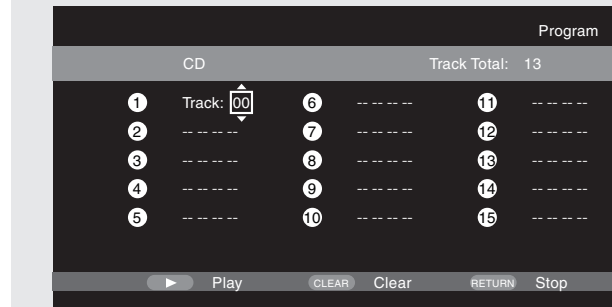 Program
CD Track Total: 13
1 Track: 00 6 -- -- -- -- 11 -- -- -- --
2 -- -- -- -- 7 -- -- -- -- 12 -- -- -- --
3 -- -- -- -- 8 -- -- -- -- 13 -- -- -- --
4 -- -- -- -- 9 -- -- -- -- 14 -- -- -- --
5 -- -- -- -- 10 -- -- -- -- 15 -- -- -- --
Play CLEAR Clear RETURN Stop